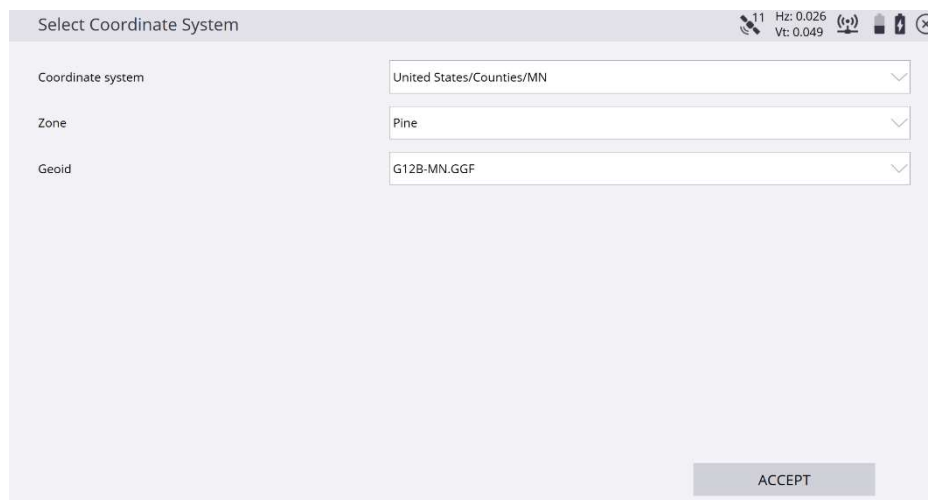 Select Coordinate System
11 Hz: 0.026
Vt: 0.049
Coordinate system United States/Counties/MN
Zone Pine
Geoid G12B-MN.GGF
ACCEPT